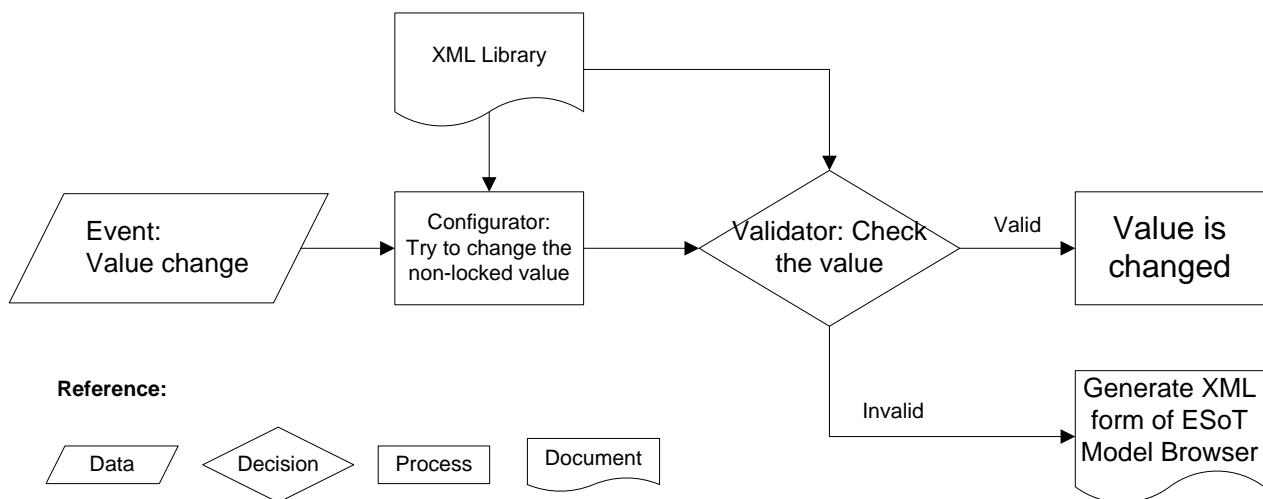 XML Library
Event:
Value change
Configurator:
Try to change the
non-locked value
Validator: Check
the value
Valid
Value is
changed
Invalid
Generate XML
form of ESoT
Model Browser
Reference:
Data
Decision
Process
Document